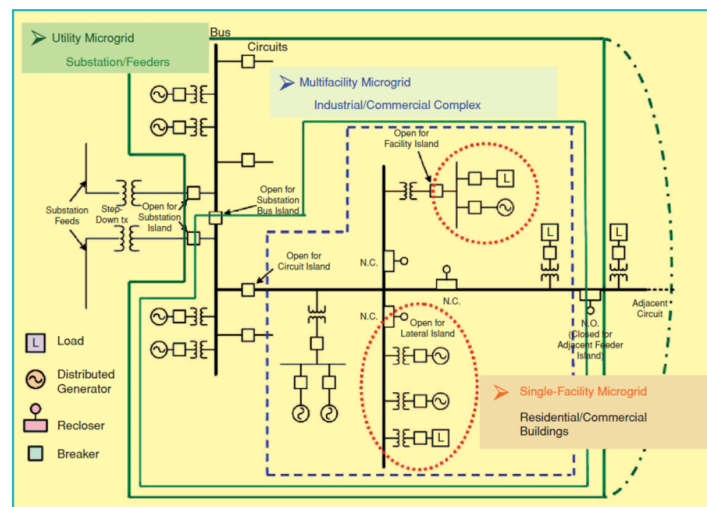 Utility Microgrid
Substation/Feeders
Bus
Circuits
Multifacility Microgrid
Industrial/Commercial Complex
Open for
Facility Island
L
Substation
Feeds
Step-
Down tx
Open for
Substation
Island
Open for
Substation
Bus Island
Open for
Circuit Island
N.C.
N.C.
N.C.
Open for
Lateral Island
L
L
L
Adjacent
Circuit
N.O.
(Closed for
Adjacent Feeder
Island)
L Load
Distributed
Generator
Recloser
Breaker
Single-Facility Microgrid
Residential/Commercial
Buildings